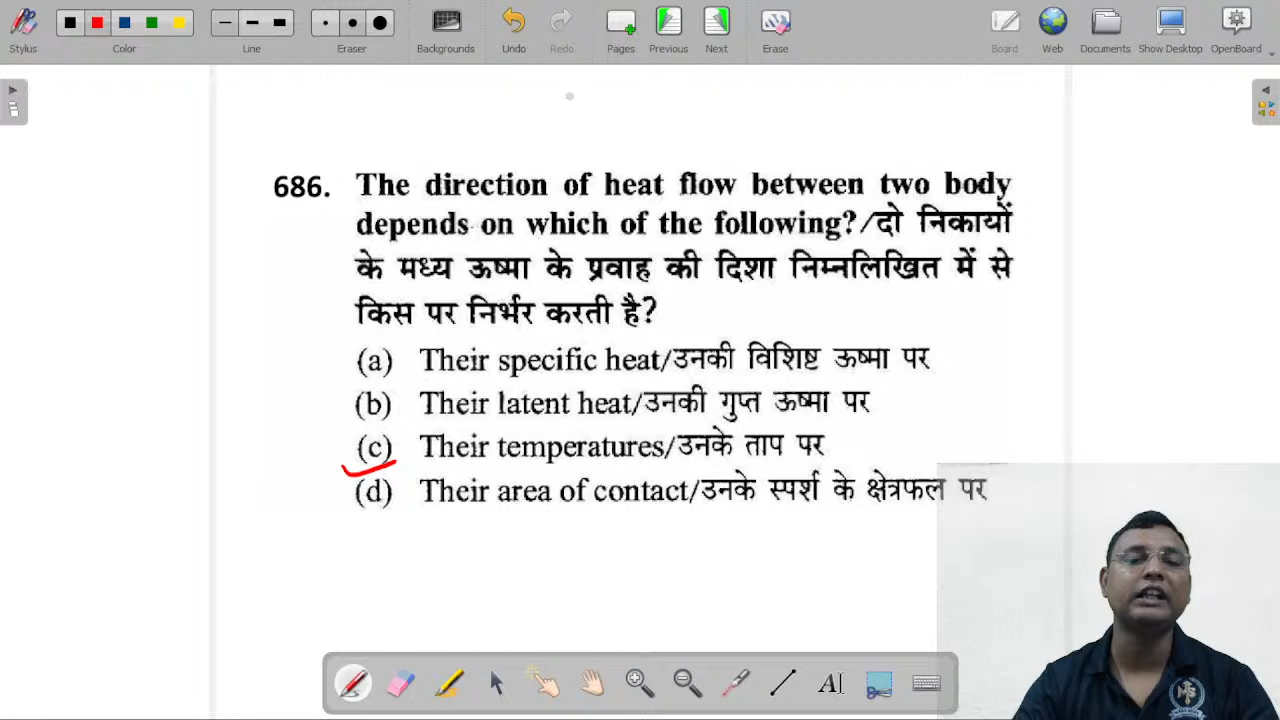 Stylus Color Line Eraser Backgrounds Undo Redo Pages Previous Next Erase Board Web Documents Show Desktop OpenBoard
686. The direction of heat flow between two body
depends on which of the following?/दो निकायों
के मध्य ऊष्मा के प्रवाह की दिशा निम्नलिखित में से
किस पर निर्भर करती है?
(a) Their specific heat/उनकी विशिष्ट ऊष्मा पर
(b) Their latent heat/उनकी गुप्त ऊष्मा पर
(c) Their temperatures/उनके ताप पर
(d) Their area of contact/उनके स्पर्श के क्षेत्रफल पर